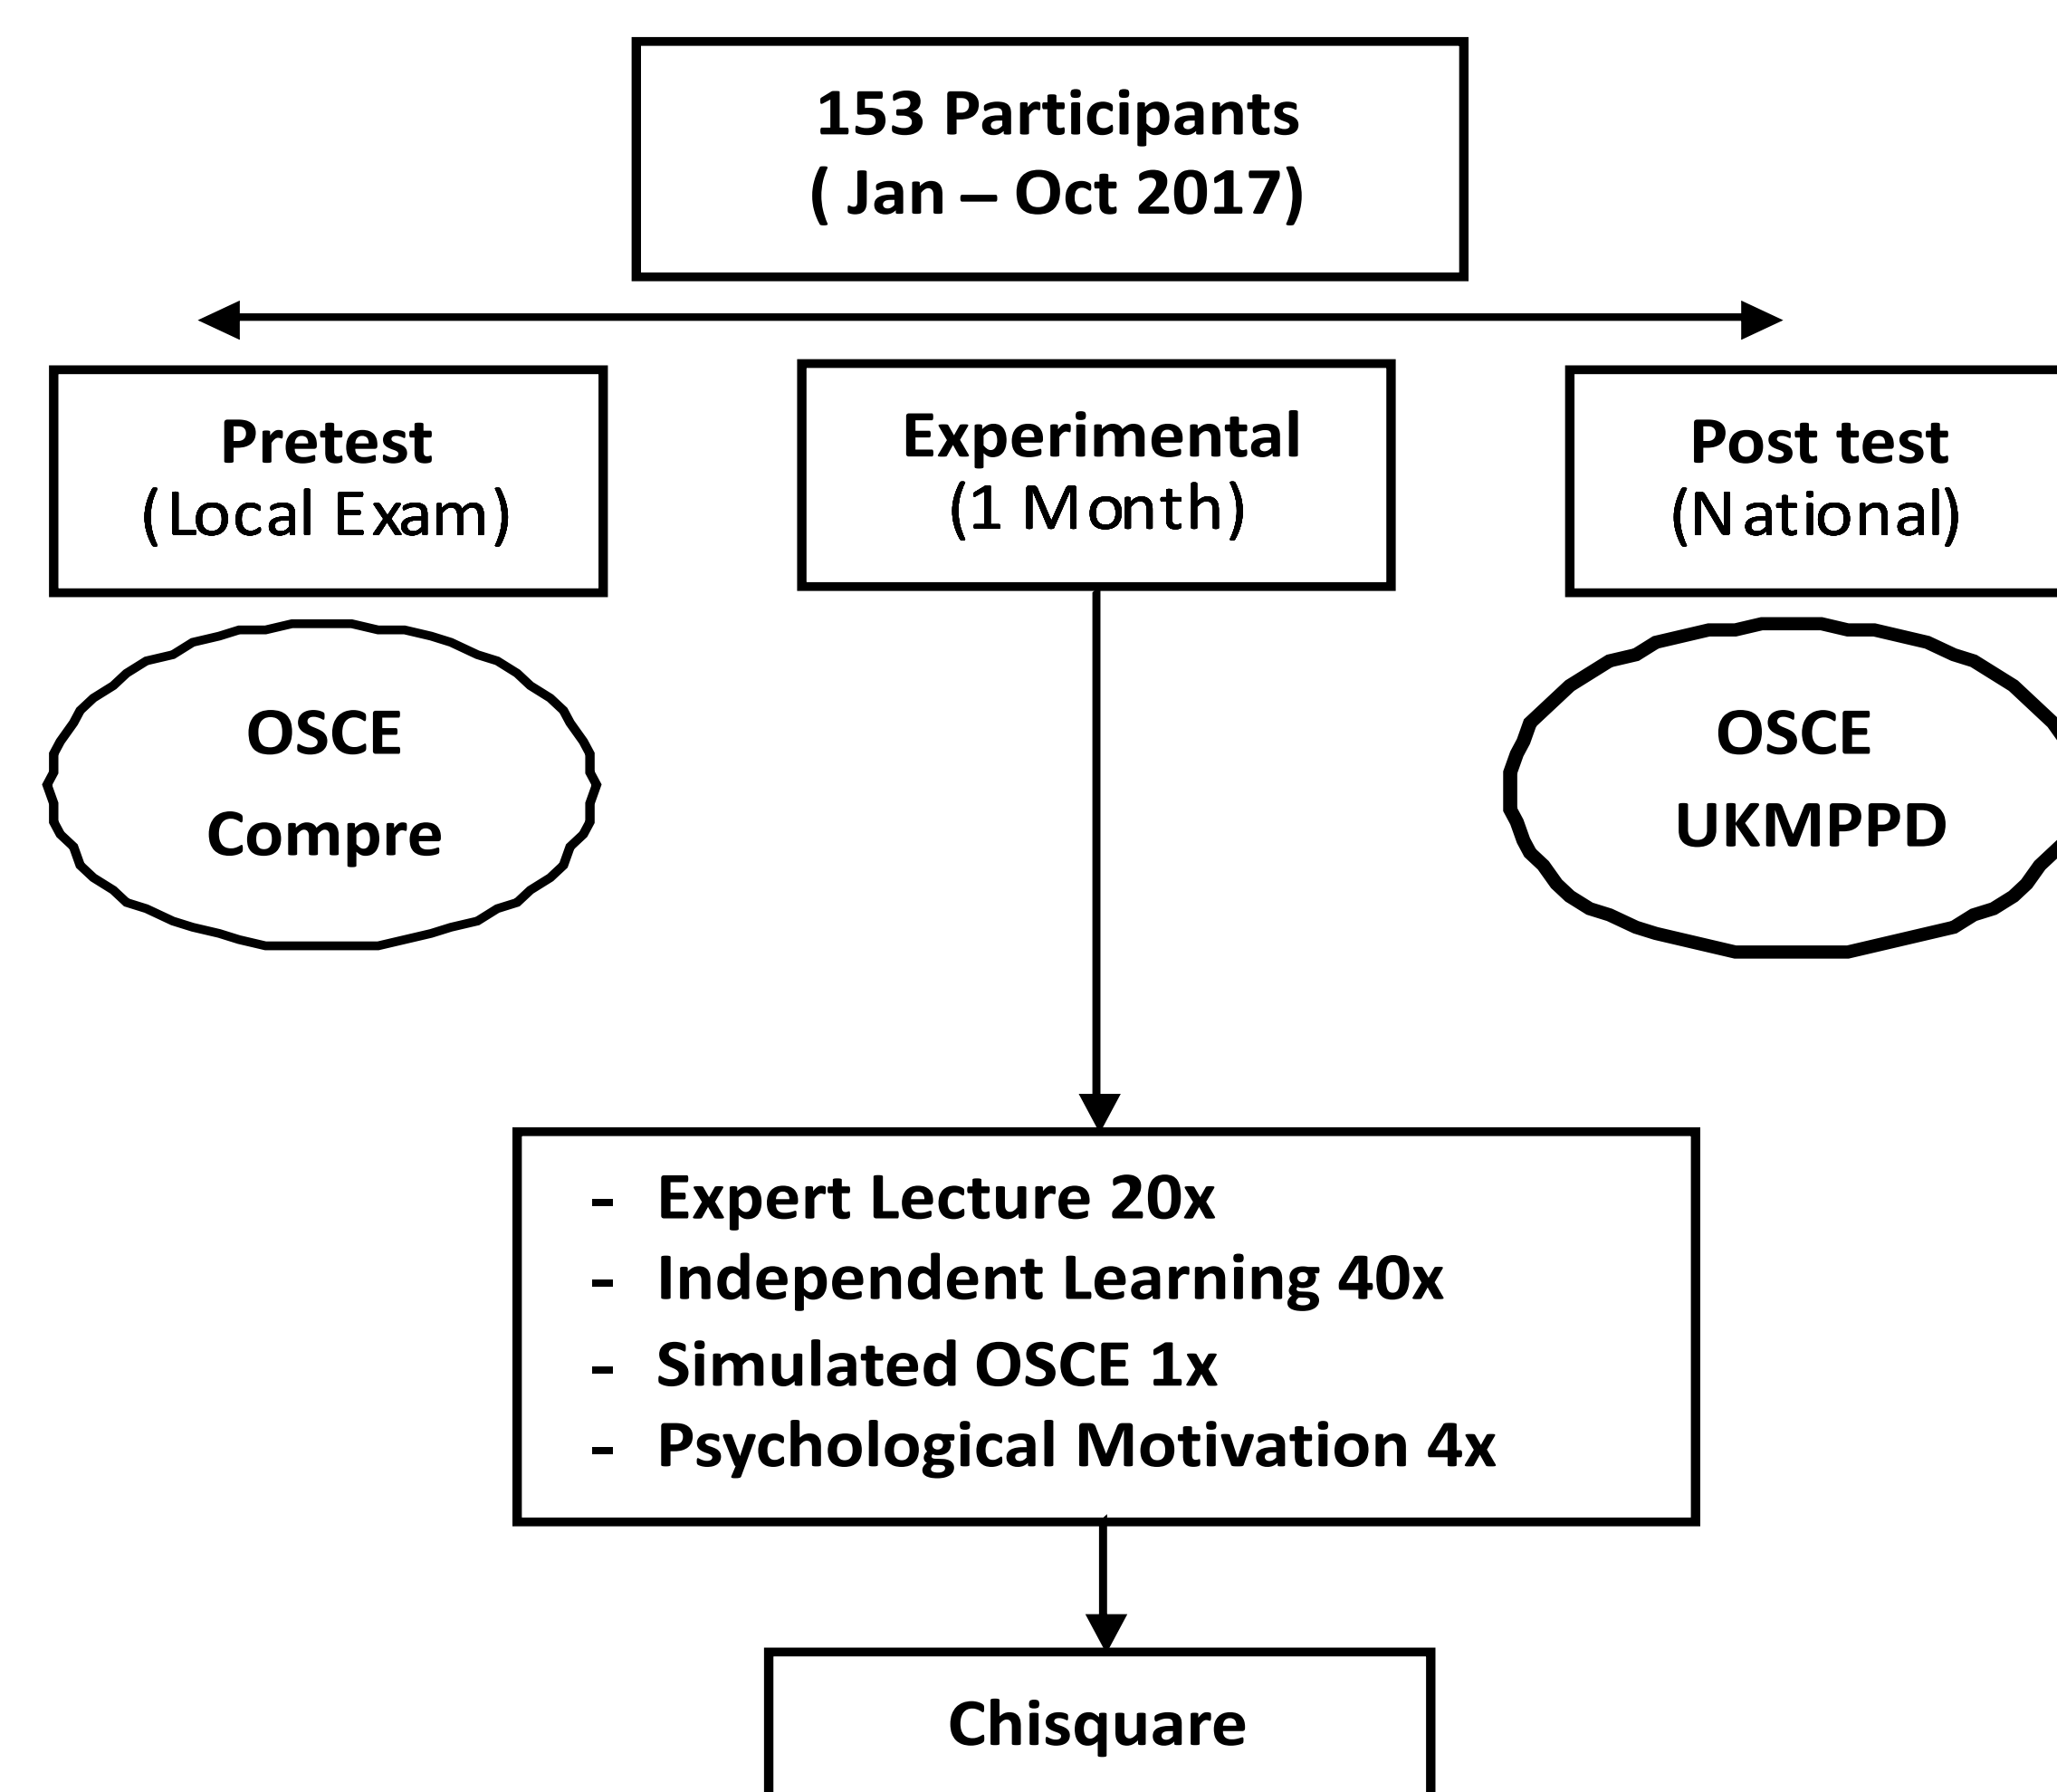 153 Participants
( Jan – Oct 2017)
Pretest
(Local Exam)
Experimental
(1 Month)
Post test
(National)
OSCE
Compre
OSCE
UKMPPD
- Expert Lecture 20x
- Independent Learning 40x
- Simulated OSCE 1x
- Psychological Motivation 4x
Chisquare